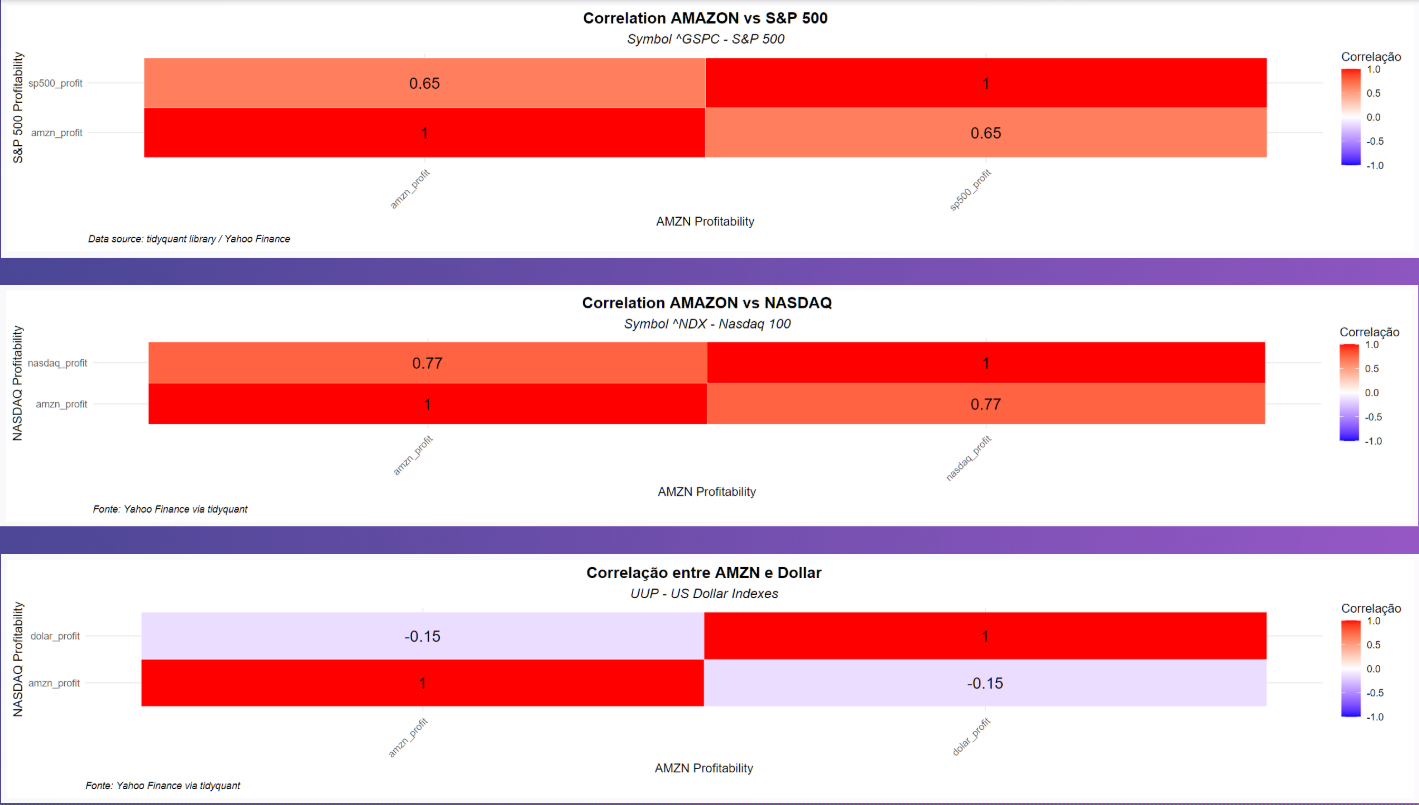 Correlation AMAZON vs S&P 500
Symbol ^GSPC - S&P 500
S&P 500 Profitability
sp500_profit
amzn_profit
0.65
1
1
0.65
amzn_profit
sp500_profit
AMZN Profitability
Data source: tidyquant library / Yahoo Finance
Correlação
1.0
0.5
0.0
-0.5
-1.0
Correlation AMAZON vs NASDAQ
Symbol ^NDX - Nasdaq 100
NASDAQ Profitability
nasdaq_profit
amzn_profit
0.77
1
1
0.77
amzn_profit
nasdaq_profit
AMZN Profitability
Fonte: Yahoo Finance via tidyquant
Correlação
1.0
0.5
0.0
-0.5
-1.0
Correlação entre AMZN e Dollar
UUP - US Dollar Indexes
NASDAQ Profitability
dolar_profit
amzn_profit
-0.15
1
1
-0.15
amzn_profit
dolar_profit
AMZN Profitability
Fonte: Yahoo Finance via tidyquant
Correlação
1.0
0.5
0.0
-0.5
-1.0